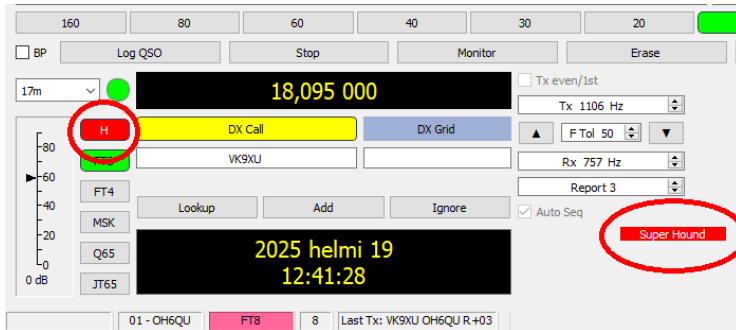 160 80 60 40 30 20
BP Log QSO Stop Monitor Erase
17m 18,095 000 Tx even/1st
Tx 1106 Hz
H DX Call DX Grid ▲ F Tol 50 ▼
-80 FT8 VK9XU Rx 757 Hz
-60
FT4 Report 3
-40 Lookup Add Ignore Auto Seq
MSK
-20 Super Hound
Q65 2025 helmi 19
0
0 dB JT65 12:41:28
01 - OH6QU FT8 8 Last Tx: VK9XU OH6QU R+03